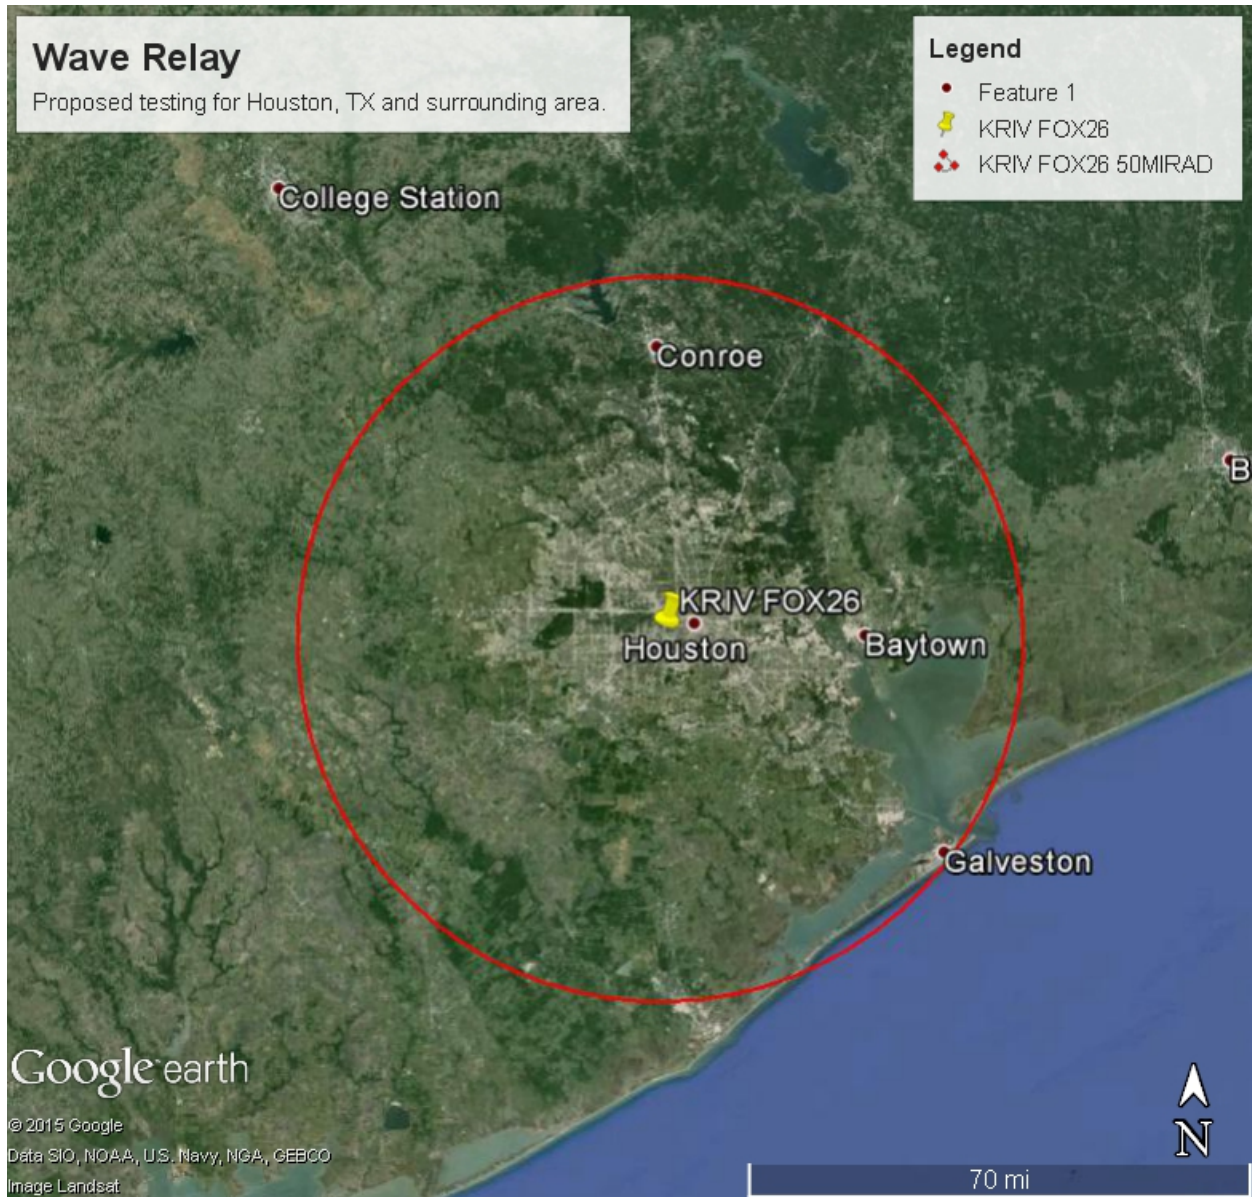 Wave Relay
Proposed testing for Houston, TX and surrounding area.
Legend
Feature 1
KRIV FOX26
KRIV FOX26 50MIRAD
College Station
Conroe
B
KRIV FOX26
Houston
Baytown
Galveston
Google earth
© 2015 Google
Data SIO, NOAA, U.S. Navy, NGA, GEBCO
Image Landsat
N
70 mi